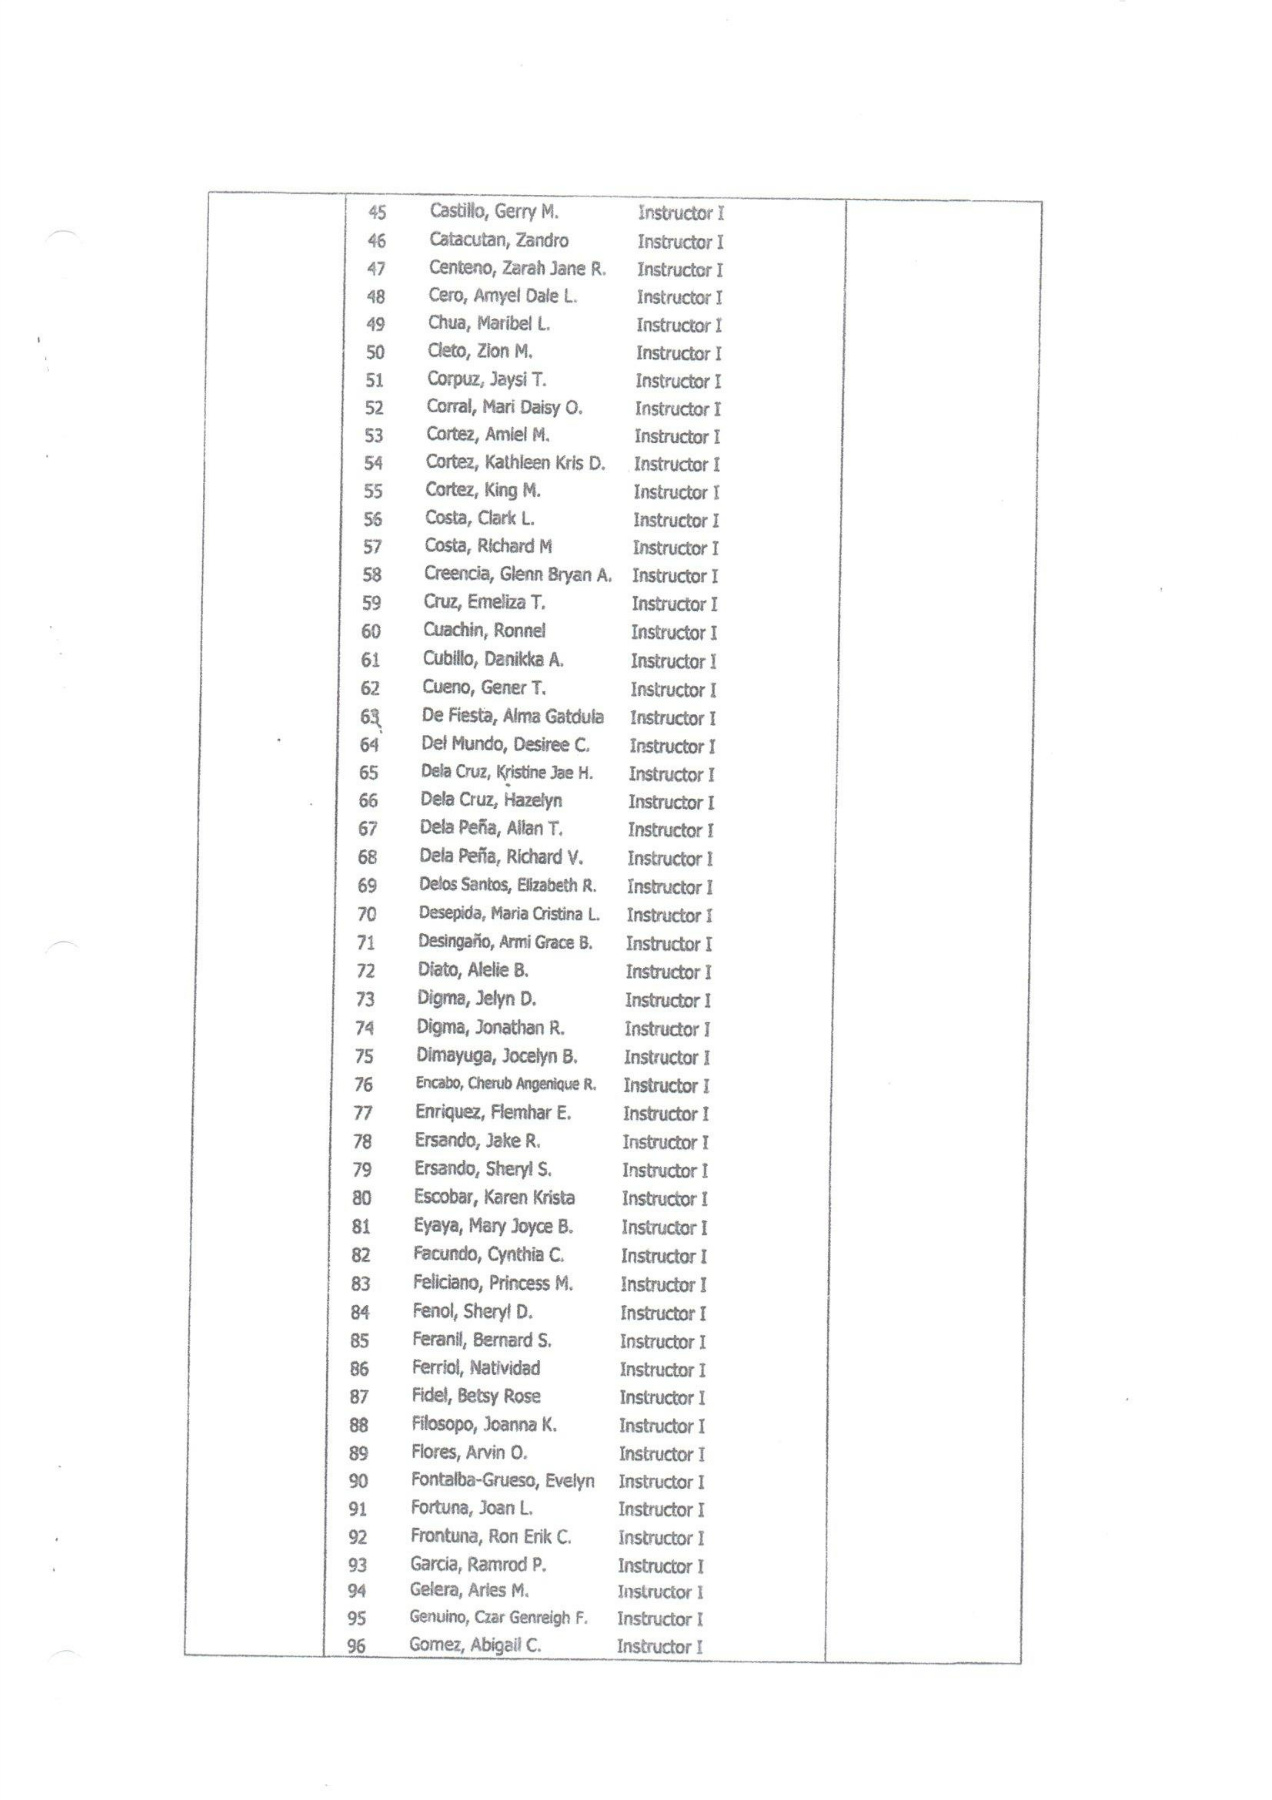 45 Castillo, Gerry M. Instructor I
46 Catacutan, Zandro Instructor I
47 Centeno, Zarah Jane R. Instructor I
48 Cero, Amyel Dale L. Instructor I
49 Chua, Maribel L. Instructor I
50 Cleto, Zion M. Instructor I
51 Corpuz, Jaysi T. Instructor I
52 Corral, Mari Daisy O. Instructor I
53 Cortez, Amiel M. Instructor I
54 Cortez, Kathleen Kris D. Instructor I
55 Cortez, King M. Instructor I
56 Costa, Clark L. Instructor I
57 Costa, Richard M Instructor I
58 Creencia, Glenn Bryan A. Instructor I
59 Cruz, Emeliza T. Instructor I
60 Cuachin, Ronnel Instructor I
61 Cubillo, Danikka A. Instructor I
62 Cueno, Gener T. Instructor I
63 De Fiesta, Alma Gatdula Instructor I
64 Del Mundo, Desiree C. Instructor I
65 Dela Cruz, Kristine Jae H. Instructor I
66 Dela Cruz, Hazelyn Instructor I
67 Dela Peña, Allan T. Instructor I
68 Dela Peña, Richard V. Instructor I
69 Delos Santos, Elizabeth R. Instructor I
70 Desepida, Maria Cristina L. Instructor I
71 Desingaño, Armi Grace B. Instructor I
72 Diato, Alelie B. Instructor I
73 Digma, Jelyn D. Instructor I
74 Digma, Jonathan R. Instructor I
75 Dimayuga, Jocelyn B. Instructor I
76 Encabo, Cherub Angenique R. Instructor I
77 Enriquez, Flemhar E. Instructor I
78 Ersando, Jake R. Instructor I
79 Ersando, Sheryl S. Instructor I
80 Escobar, Karen Krista Instructor I
81 Eyaya, Mary Joyce B. Instructor I
82 Facundo, Cynthia C. Instructor I
83 Feliciano, Princess M. Instructor I
84 Fenol, Sheryl D. Instructor I
85 Feranil, Bernard S. Instructor I
86 Ferriol, Natividad Instructor I
87 Fidel, Betsy Rose Instructor I
88 Filosopo, Joanna K. Instructor I
89 Flores, Arvin O. Instructor I
90 Fontalba-Grueso, Evelyn Instructor I
91 Fortuna, Joan L. Instructor I
92 Frontuna, Ron Erik C. Instructor I
93 Garcia, Ramrod P. Instructor I
94 Gelera, Aries M. Instructor I
95 Genuino, Czar Genreigh F. Instructor I
96 Gomez, Abigail C. Instructor I